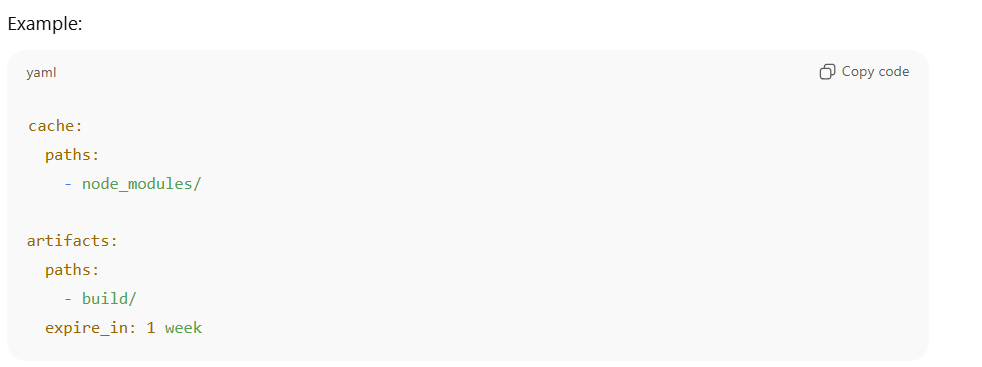 Example:
yaml
Copy code
cache:
  paths:
    - node_modules/
artifacts:
  paths:
    - build/
  expire_in: 1 week